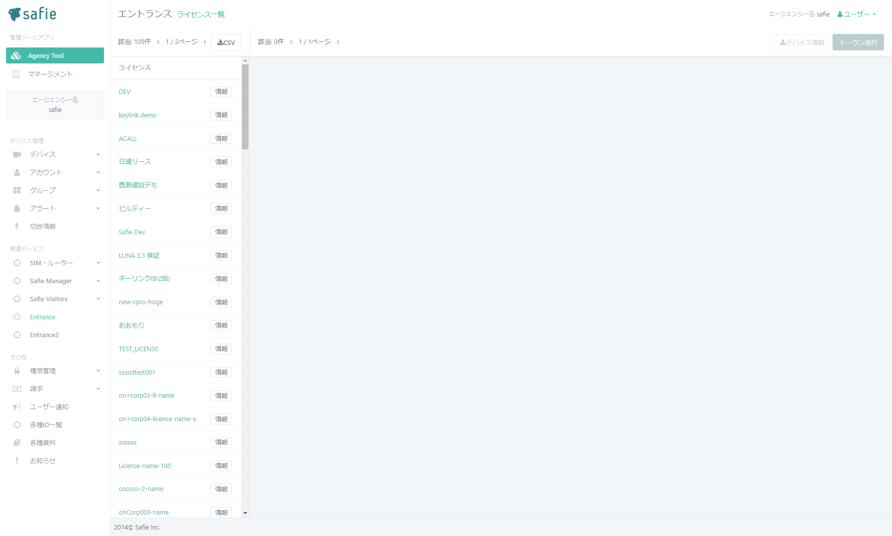 safie
管理ツールアプリ
Agency Tool
マネージメント
エージェンシー名
safie
デバイス管理
デバイス
アカウント
グループ
アラート
切断情報
関連サービス
SIM・ルーター
Safie Manager
Safie Visitors
Entrance
Entrance2
その他
権限管理
請求
ユーザー通知
各種ID一覧
各種資料
お知らせ
エントランス ライセンス一覧
エージェンシー名 safie
ユーザー
該当: 105件 < 1 / 2ページ >
CSV
該当: 0件 < 1 / 1ページ >
デバイス情報
トークン発行
ライセンス
DEV 情報
keylink demo 情報
ACALL 情報
日建リース 情報
鹿島建設デモ 情報
ビルディー 情報
Safie Dev 情報
LUNA.3.3 検証 情報
キーリンク(BIZ版) 情報
new-cpro-hoge 情報
おおもり 情報
TEST_LICENSE 情報
情報
on+corp03-ll-name 情報
on+corp04-licence-name-x 情報
xxxxxx 情報
Licence-name-100 情報
cococo-2-name 情報
onCorp003-name 情報
2014© Safie Inc.